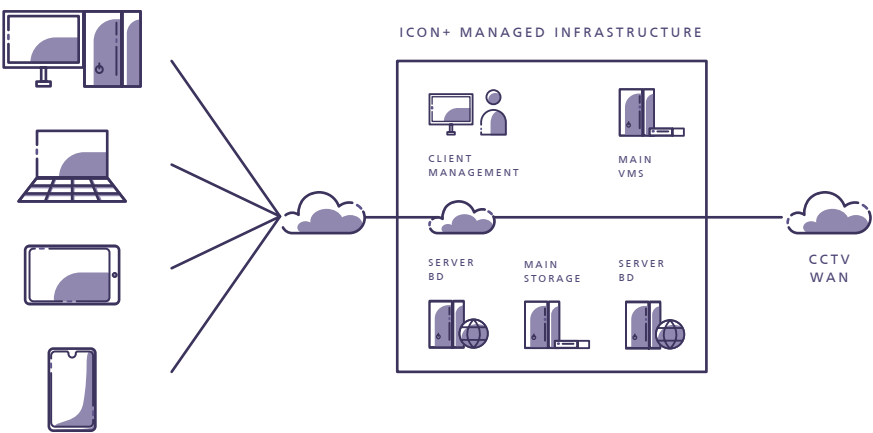 ICON+ MANAGED INFRASTRUCTURE
CLIENT
MANAGEMENT
MAIN
VMS
SERVER
BD
MAIN
STORAGE
SERVER
BD
CCTV
WAN